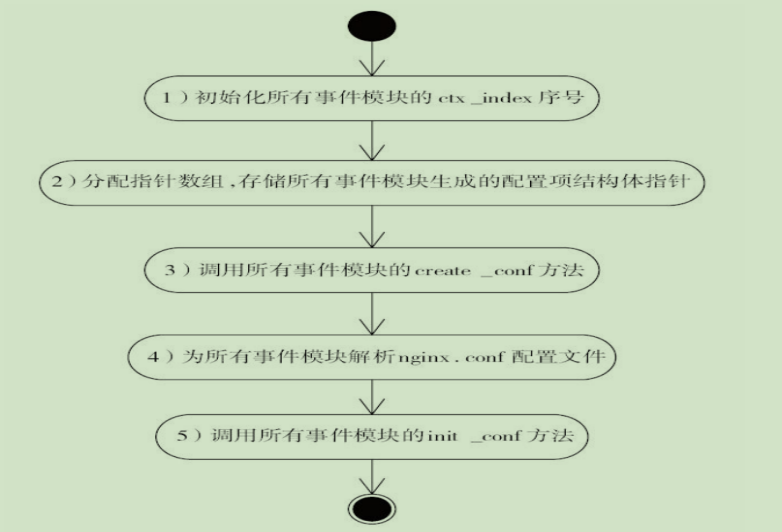 1）初始化所有事件模块的 ctx _index 序号
2）分配指针数组,存储所有事件模块生成的配置项结构体指针
3）调用所有事件模块的 create _conf 方法
4）为所有事件模块解析 nginx. conf 配置文件
5）调用所有事件模块的 init _conf 方法